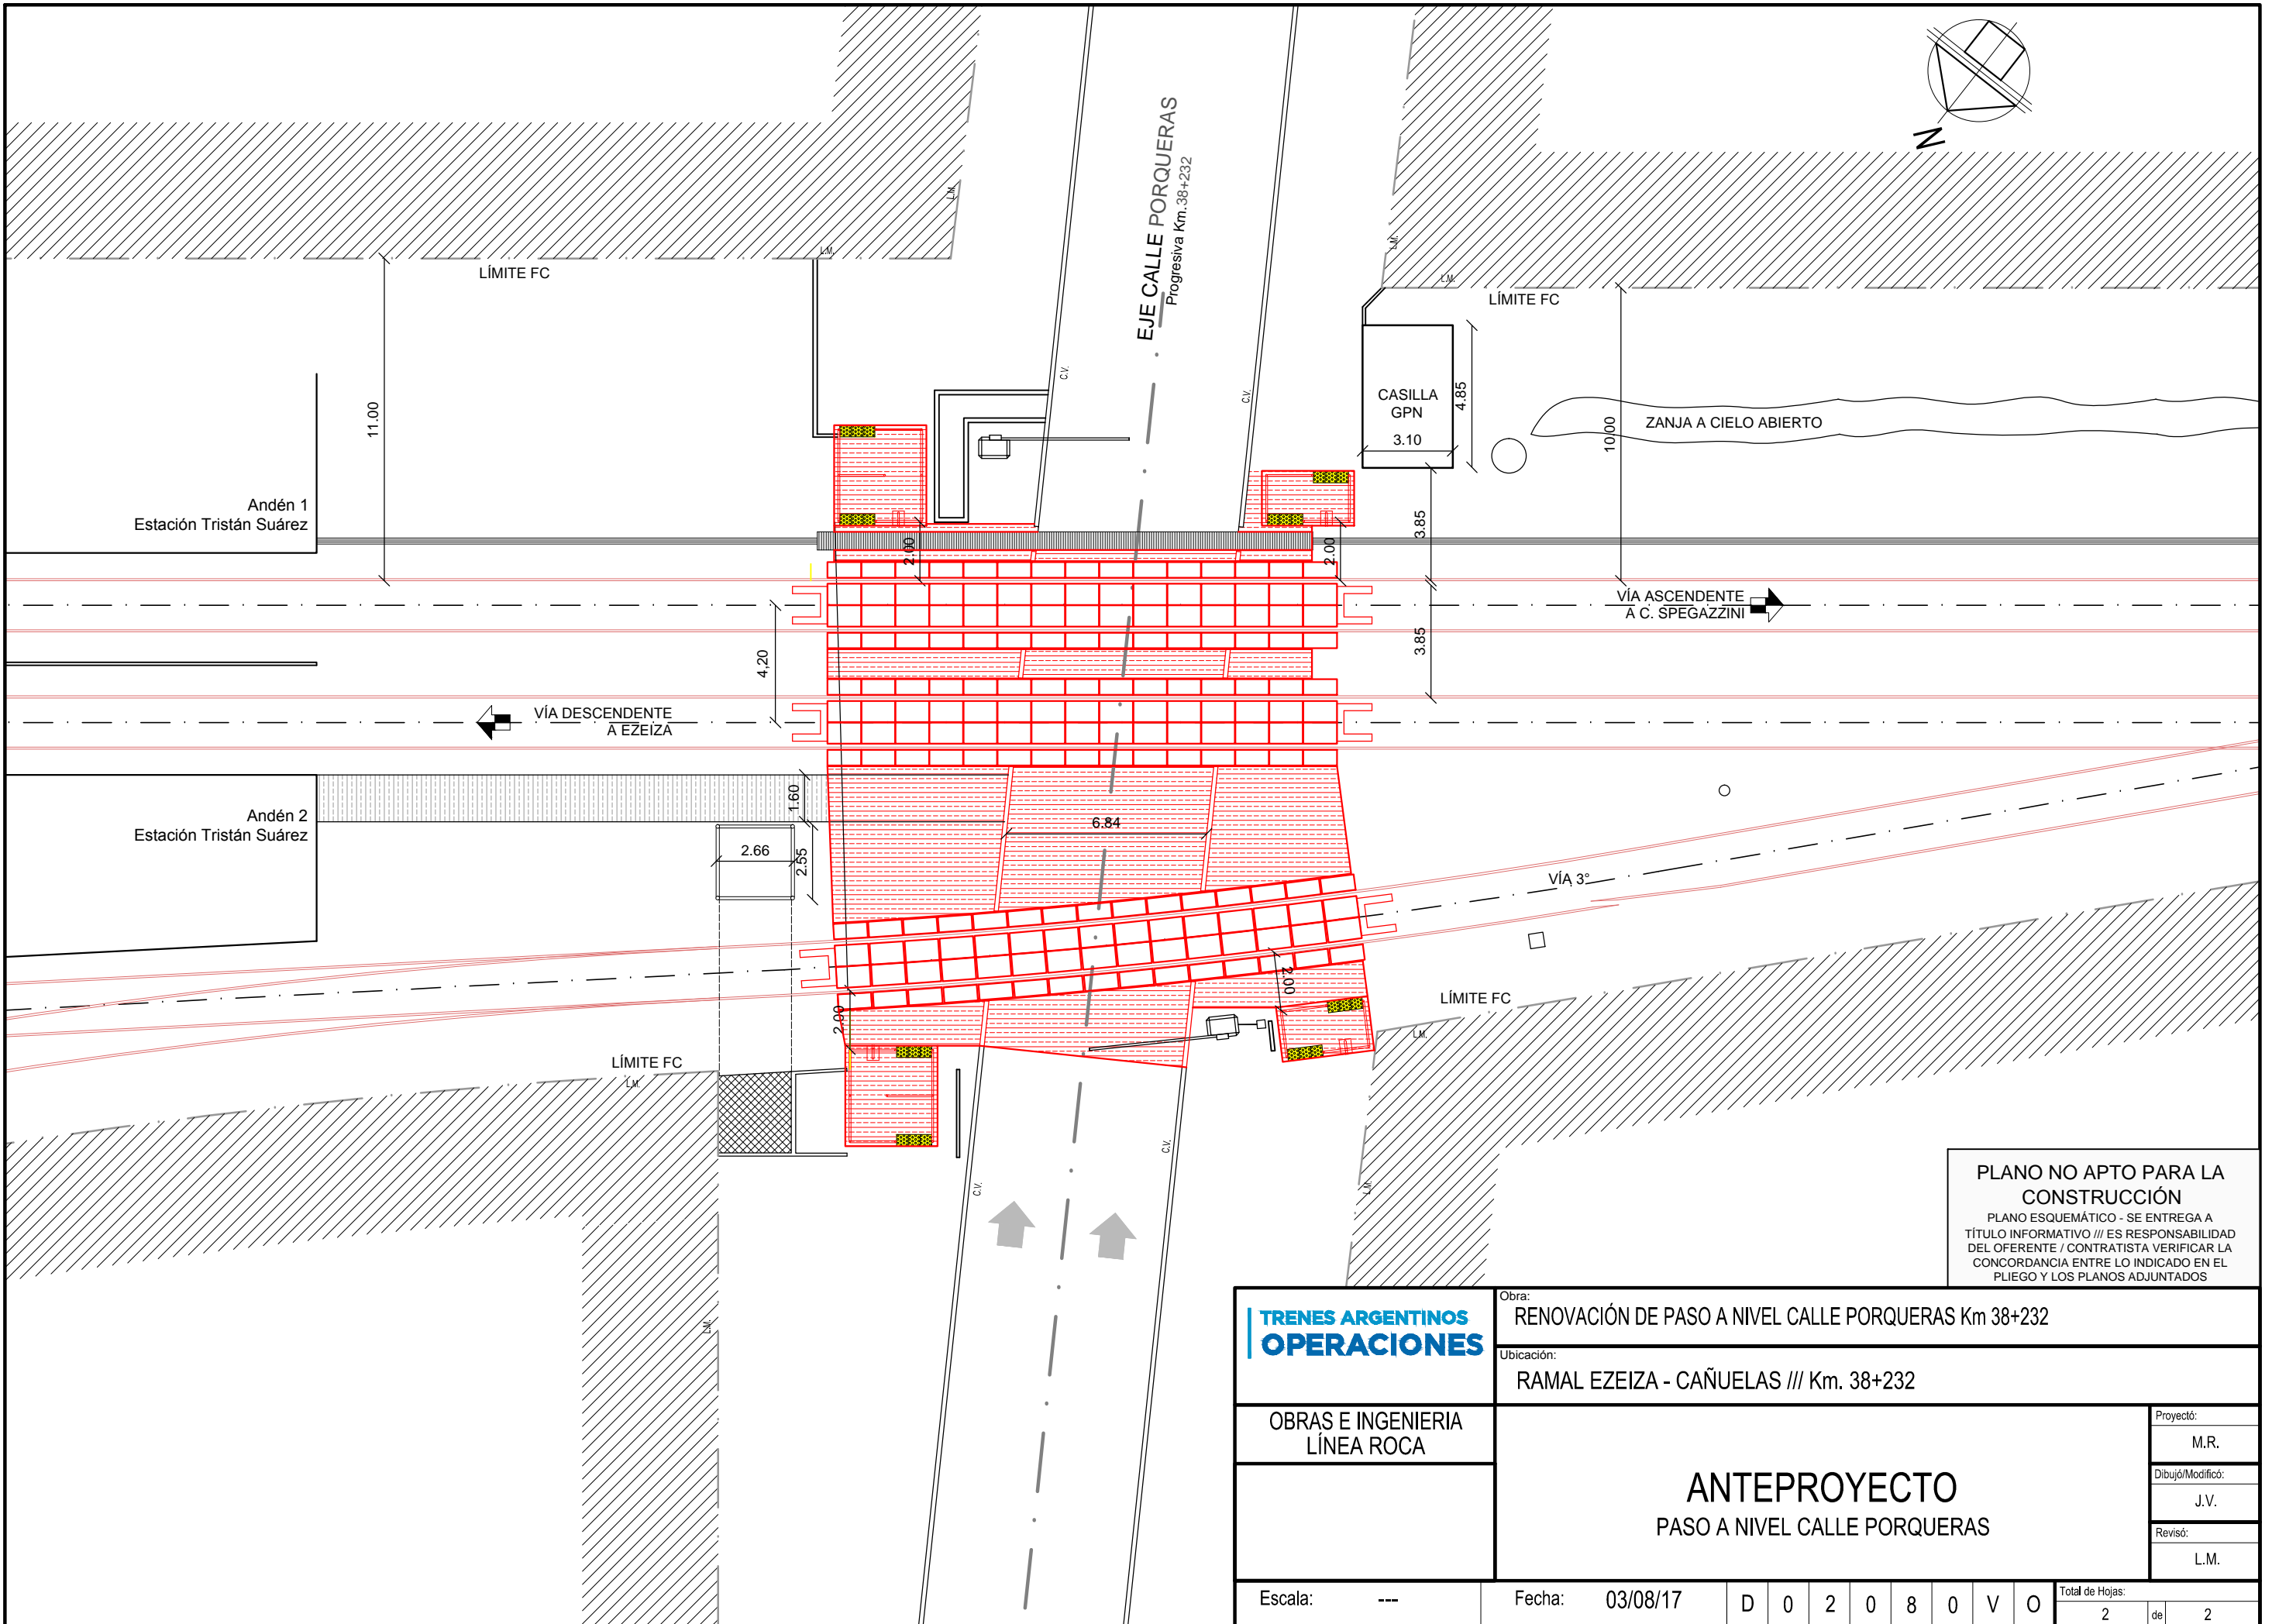 N
EJE CALLE PORQUERAS
Progresiva Km.38+232
L.M.
L.M.
L.M.
L.M.
LÍMITE FC
LÍMITE FC
11.00
C.V.
C.V.
CASILLA
GPN
3.10
4.85
10.00
ZANJA A CIELO ABIERTO
Andén 1
Estación Tristán Suárez
2.00
2.00
3.85
3.85
VÍA ASCENDENTE
A C. SPEGAZZINI
4,20
VÍA DESCENDENTE
A EZEIZA
Andén 2
Estación Tristán Suárez
1.60
2.66
2.55
6.84
VÍA 3°
2.00
2.00
LÍMITE FC
L.M.
LÍMITE FC
L.M.
C.V.
C.V.
L.M.
L.M.
PLANO NO APTO PARA LA
CONSTRUCCIÓN
PLANO ESQUEMÁTICO - SE ENTREGA A
TÍTULO INFORMATIVO /// ES RESPONSABILIDAD
DEL OFERENTE / CONTRATISTA VERIFICAR LA
CONCORDANCIA ENTRE LO INDICADO EN EL
PLIEGO Y LOS PLANOS ADJUNTADOS
TRENES ARGENTINOS
OPERACIONES
Obra:
RENOVACIÓN DE PASO A NIVEL CALLE PORQUERAS Km 38+232
Ubicación:
RAMAL EZEIZA - CAÑUELAS /// Km. 38+232
OBRAS E INGENIERIA
LÍNEA ROCA
ANTEPROYECTO
PASO A NIVEL CALLE PORQUERAS
Proyectó:
M.R.
Dibujó/Modificó:
J.V.
Revisó:
L.M.
Escala: ---
Fecha: 03/08/17
D 0 2 0 8 0 V O
Total de Hojas:
2 de 2